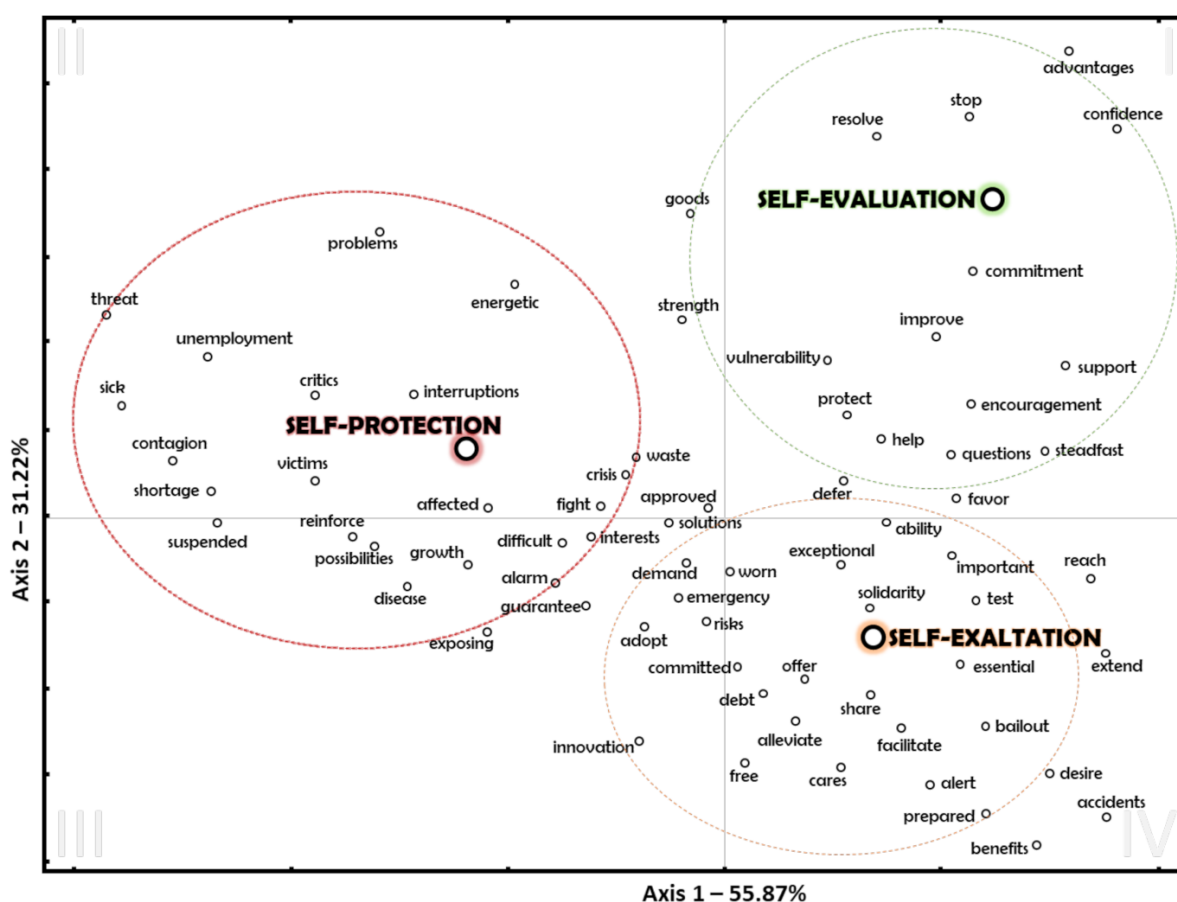 II
I
advantages
stop
confidence
resolve
goods
SELF-EVALUATION
problems
commitment
energetic
threat
strength
improve
unemployment
vulnerability
support
sick
critics
interruptions
protect
encouragement
SELF-PROTECTION
help
contagion
questions
steadfast
victims
waste
crisis
shortage
approved
defer
favor
affected
fight
reinforce
solutions
ability
suspended
possibilities
growth
difficult
interests
exceptional
important
reach
demand
worn
alarm
disease
guarantee
emergency
solidarity
test
risks
exposing
adopt
SELF-EXALTATION
committed
offer
essential
extend
debt
share
innovation
alleviate
facilitate
bailout
free
cares
alert
desire
accidents
prepared
benefits
III
IV
Axis 2 – 31.22%
Axis 1 – 55.87%